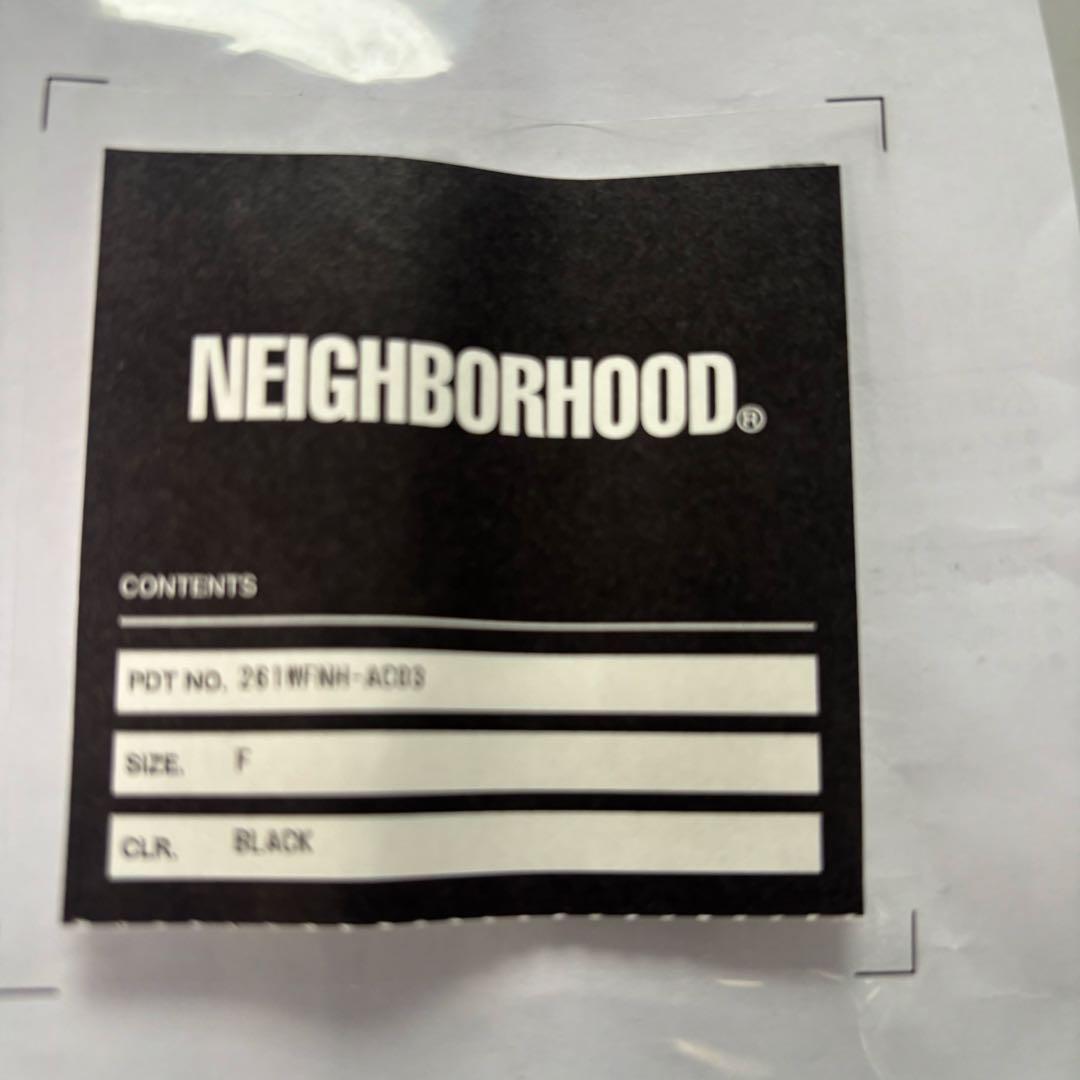 NEIGHBORHOOD®
CONTENTS
PDT NO. 261WFNH-AC03
SIZE. F
CLR. BLACK